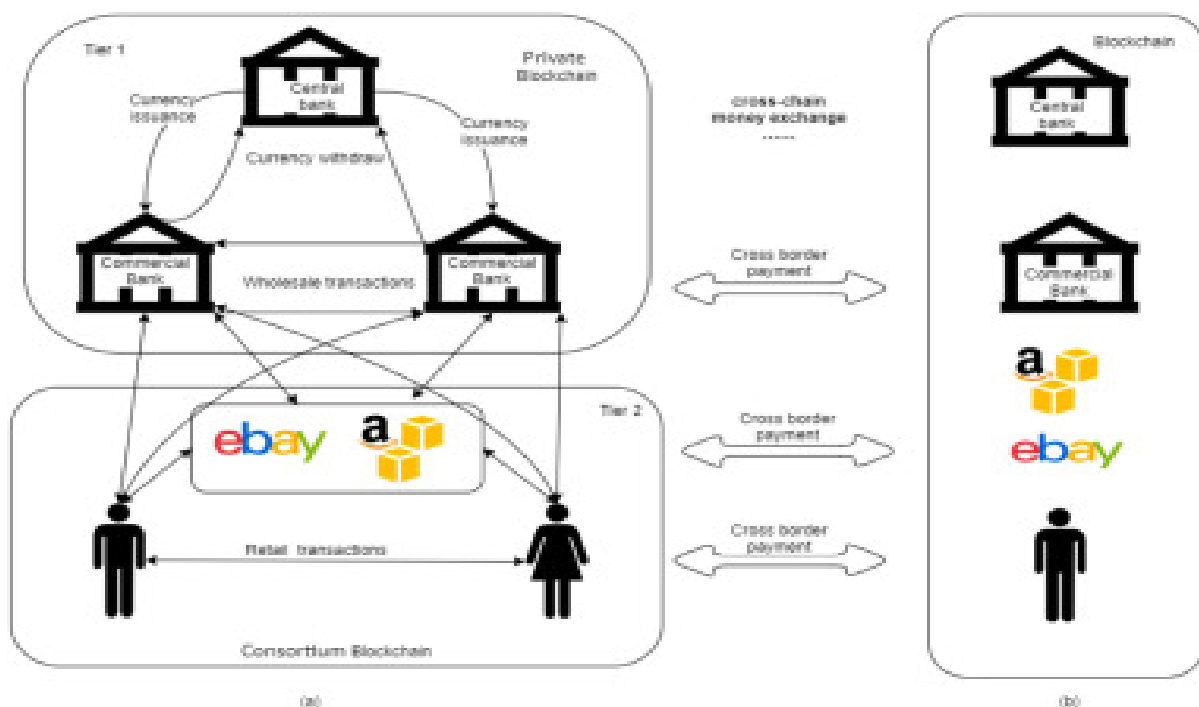 Tier 1
Private
Blockchain
Central
bank
Currency
issuance
Currency
issuance
Currency withdraw
Commercial
Bank
Commercial
Bank
Wholesale transactions
Tier 2
ebay
a
Retail transactions
Consortium Blockchain
(a)
cross-chain
money exchange
.....
Cross border
payment
Cross border
payment
Cross border
payment
Blockchain
Central
bank
Commercial
Bank
a
ebay
(b)